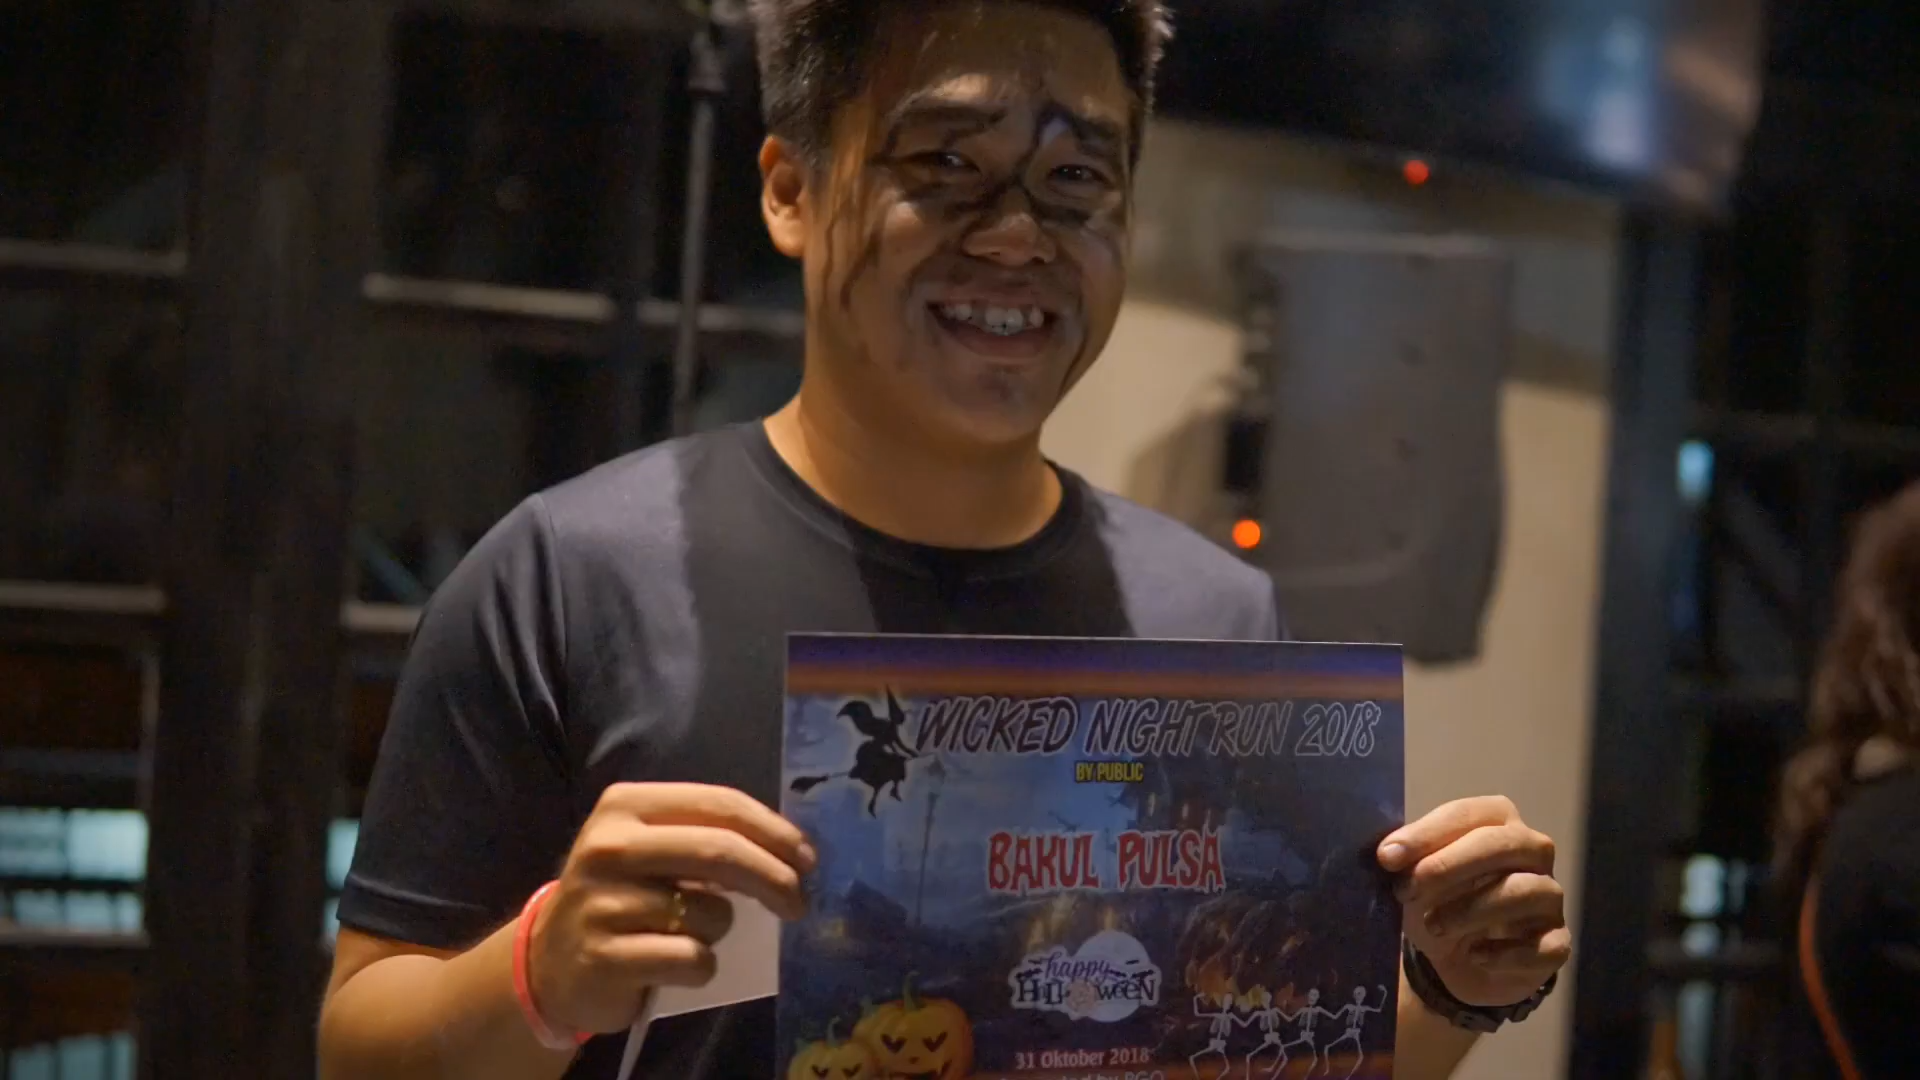 WICKED NIGHT RUN 2018
BY PUBLIC
BAKUL PULSA
happy
HALLOWEEN
31 Oktober 2018